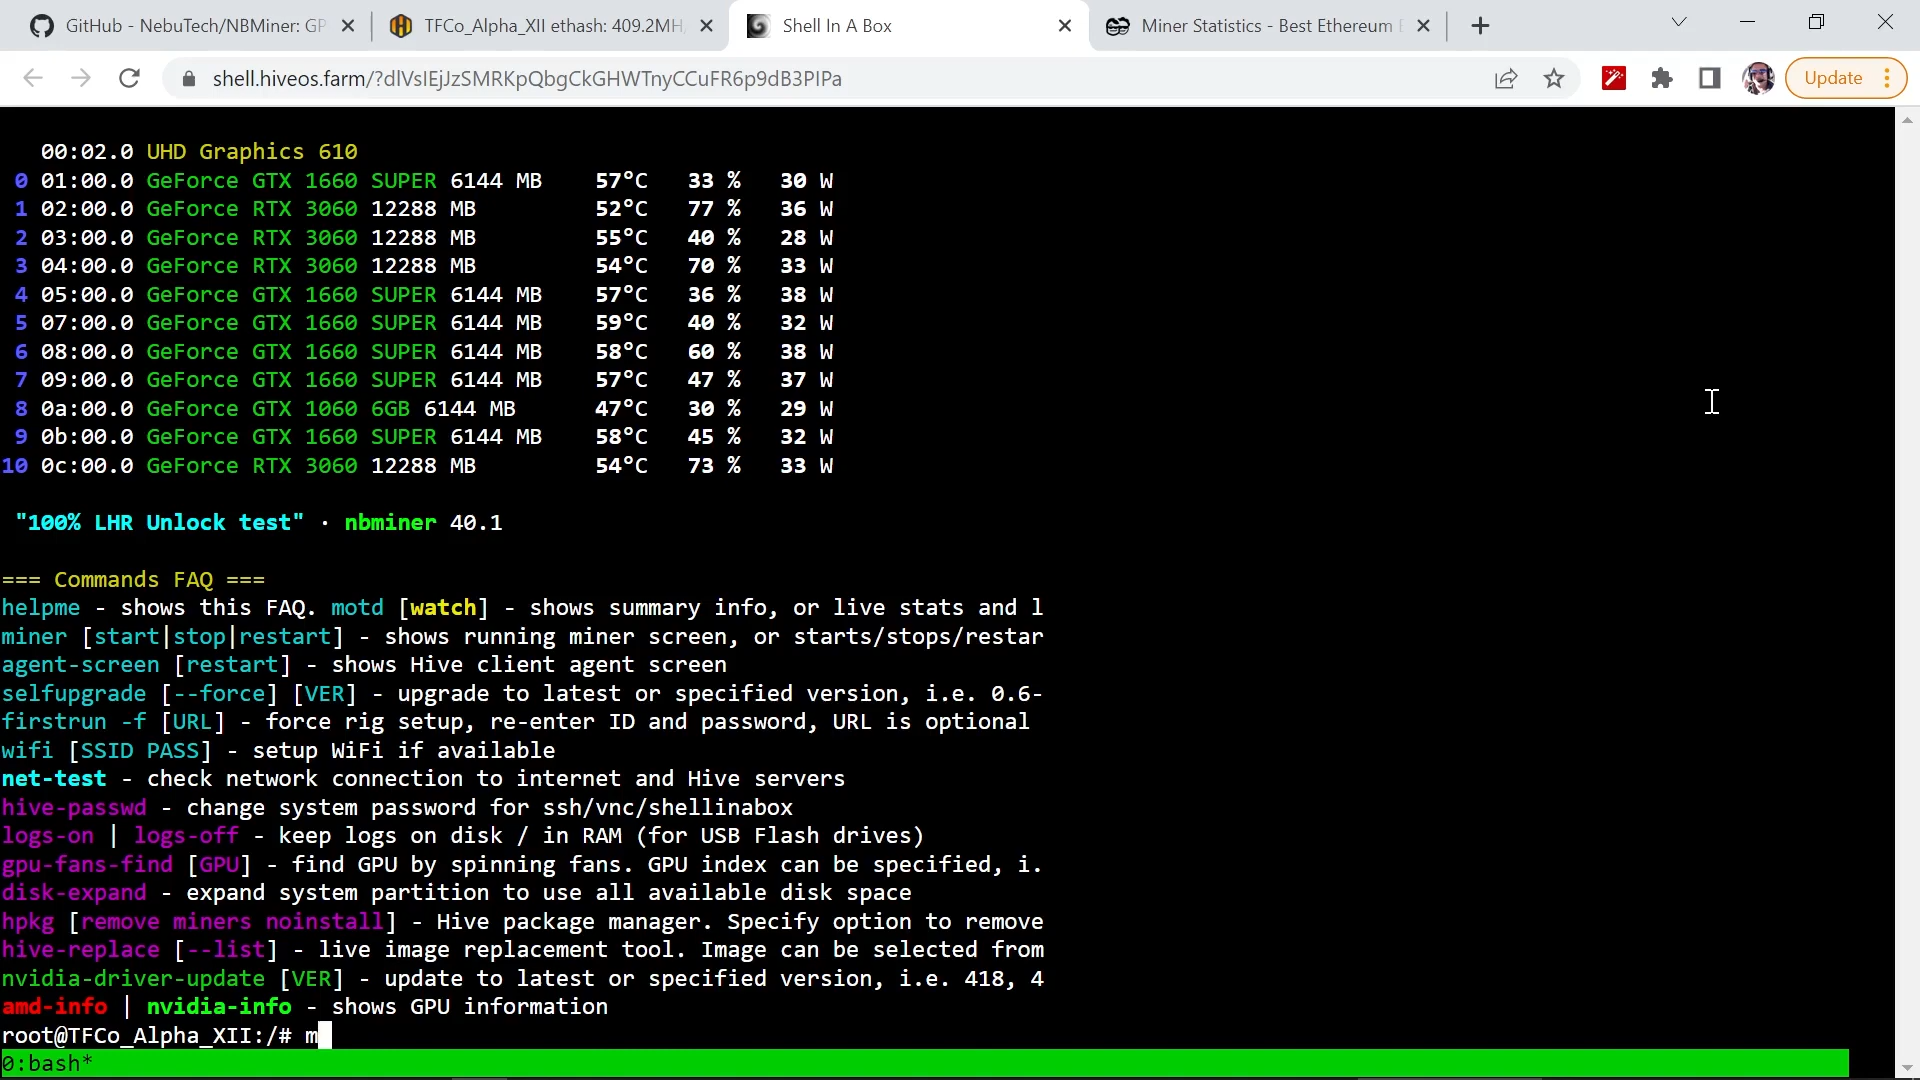 GitHub - NebuTech/NBMiner: GP
TFCo_Alpha_XII ethash: 409.2MH/
Shell In A Box
Miner Statistics - Best Ethereum E
shell.hiveos.farm/?dlVsIEjJzSMRKpQbgCkGHWTnyCCuFR6p9dB3PIPa
Update
00:02.0 UHD Graphics 610
0 01:00.0 GeForce GTX 1660 SUPER 6144 MB 57°C 33 % 30 W
1 02:00.0 GeForce RTX 3060 12288 MB 52°C 77 % 36 W
2 03:00.0 GeForce RTX 3060 12288 MB 55°C 40 % 28 W
3 04:00.0 GeForce RTX 3060 12288 MB 54°C 70 % 33 W
4 05:00.0 GeForce GTX 1660 SUPER 6144 MB 57°C 36 % 38 W
5 07:00.0 GeForce GTX 1660 SUPER 6144 MB 59°C 40 % 32 W
6 08:00.0 GeForce GTX 1660 SUPER 6144 MB 58°C 60 % 38 W
7 09:00.0 GeForce GTX 1660 SUPER 6144 MB 57°C 47 % 37 W
8 0a:00.0 GeForce GTX 1060 6GB 6144 MB 47°C 30 % 29 W
9 0b:00.0 GeForce GTX 1660 SUPER 6144 MB 58°C 45 % 32 W
10 0c:00.0 GeForce RTX 3060 12288 MB 54°C 73 % 33 W
"100% LHR Unlock test" · nbminer 40.1
=== Commands FAQ ===
helpme - shows this FAQ. motd [watch] - shows summary info, or live stats and l
miner [start|stop|restart] - shows running miner screen, or starts/stops/restar
agent-screen [restart] - shows Hive client agent screen
selfupgrade [--force] [VER] - upgrade to latest or specified version, i.e. 0.6-
firstrun -f [URL] - force rig setup, re-enter ID and password, URL is optional
wifi [SSID PASS] - setup WiFi if available
net-test - check network connection to internet and Hive servers
hive-passwd - change system password for ssh/vnc/shellinabox
logs-on | logs-off - keep logs on disk / in RAM (for USB Flash drives)
gpu-fans-find [GPU] - find GPU by spinning fans. GPU index can be specified, i.
disk-expand - expand system partition to use all available disk space
hpkg [remove miners noinstall] - Hive package manager. Specify option to remove
hive-replace [--list] - live image replacement tool. Image can be selected from
nvidia-driver-update [VER] - update to latest or specified version, i.e. 418, 4
amd-info | nvidia-info - shows GPU information
root@TFCo_Alpha_XII:/# m
0:bash*